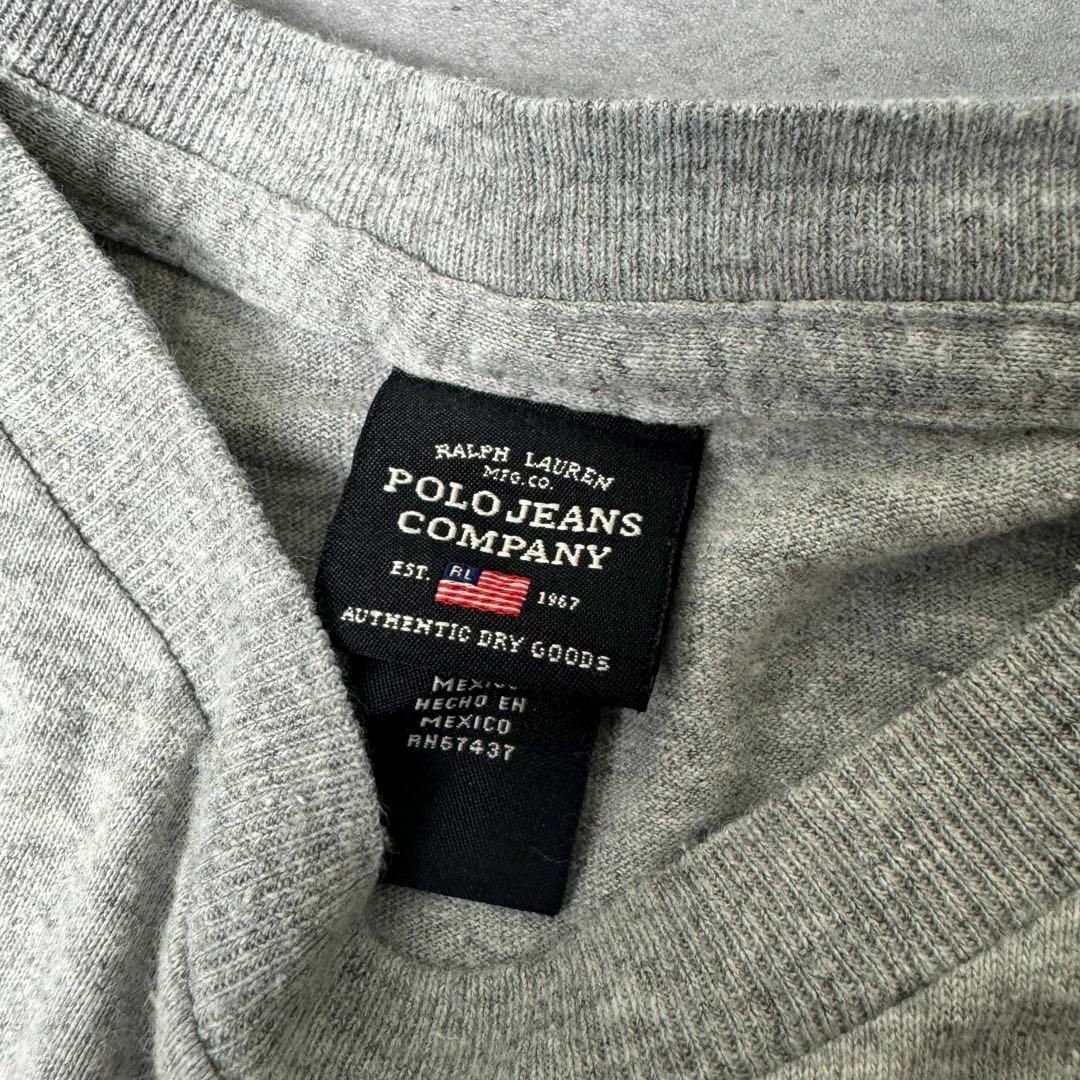 RALPH LAUREN
MFG.CO.
POLO JEANS
COMPANY
EST. RL 1967
AUTHENTIC DRY GOODS
HECHO EN
MEXICO
RN67437